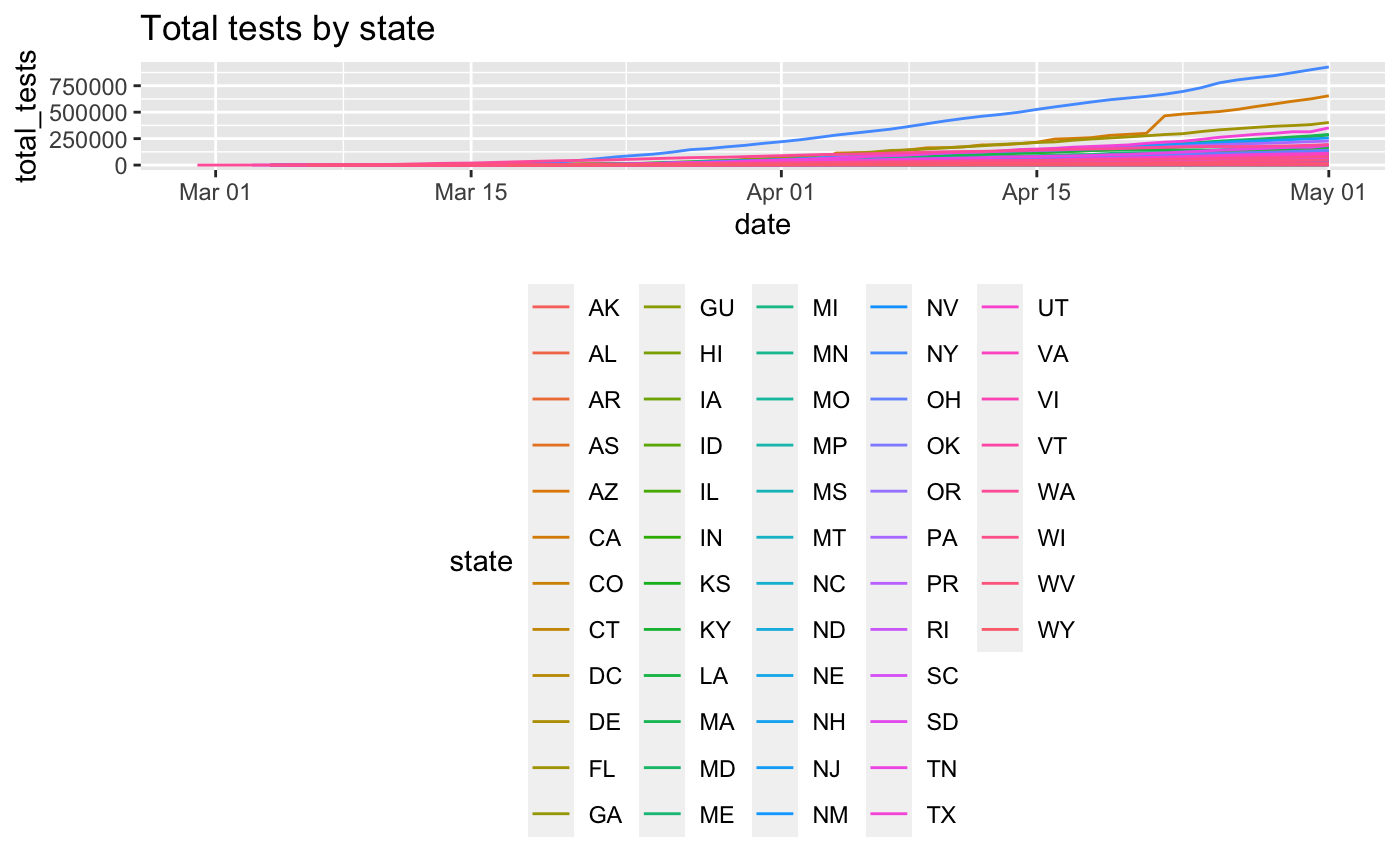 Total tests by state
total_tests
750000
500000
250000
0
Mar 01 Mar 15 Apr 01 Apr 15 May 01
date
state
AK GU MI NV UT
AL HI MN NY VA
AR IA MO OH VI
AS ID MP OK VT
AZ IL MS OR WA
CA IN MT PA WI
CO KS NC PR WV
CT KY ND RI WY
DC LA NE SC
DE MA NH SD
FL MD NJ TN
GA ME NM TX